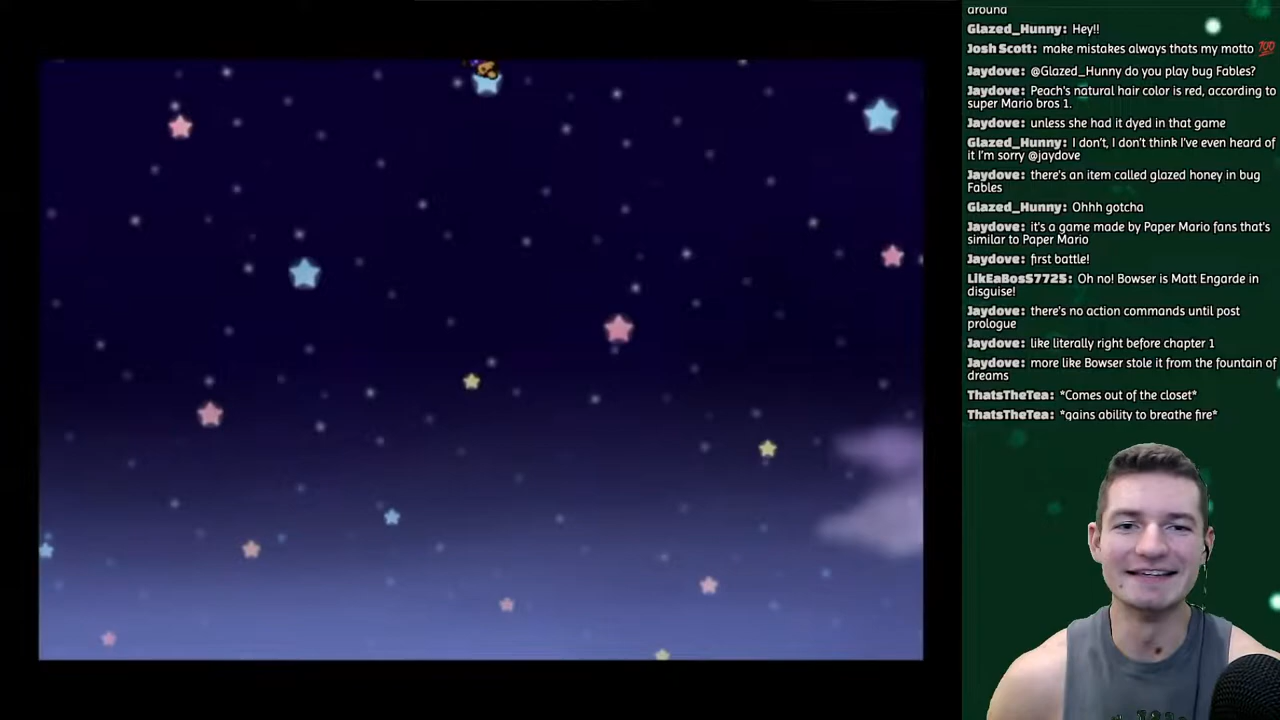 around
Glazed_Hunny: Hey!!
Josh Scott: make mistakes always thats my motto 💯
Jaydove: @Glazed_Hunny do you play bug Fables?
Jaydove: Peach's natural hair color is red, according to
super Mario bros 1.
Jaydove: unless she had it dyed in that game
Glazed_Hunny: I don't, I don't think I've even heard of
it I'm sorry @jaydove
Jaydove: there's an item called glazed honey in bug
Fables
Glazed_Hunny: Ohhh gotcha
Jaydove: it's a game made by Paper Mario fans that's
similar to Paper Mario
Jaydove: first battle!
LikEaBosS7725: Oh no! Bowser is Matt Engarde in
disguise!
Jaydove: there's no action commands until post
prologue
Jaydove: like literally right before chapter 1
Jaydove: more like Bowser stole it from the fountain of
dreams
ThatsTheTea: *Comes out of the closet*
ThatsTheTea: *gains ability to breathe fire*